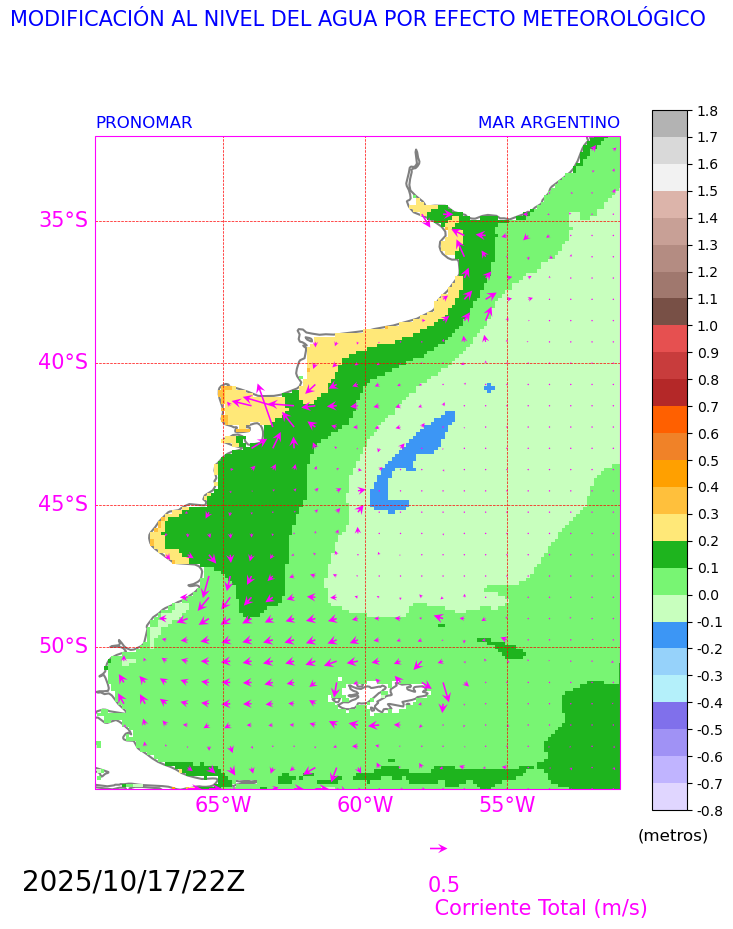 MODIFICACIÓN AL NIVEL DEL AGUA POR EFECTO METEOROLÓGICO
PRONOMAR MAR ARGENTINO
35°S
40°S
45°S
50°S
65°W 60°W 55°W
1.8
1.7
1.6
1.5
1.4
1.3
1.2
1.1
1.0
0.9
0.8
0.7
0.6
0.5
0.4
0.3
0.2
0.1
0.0
-0.1
-0.2
-0.3
-0.4
-0.5
-0.6
-0.7
-0.8
(metros)
2025/10/17/22Z
0.5
Corriente Total (m/s)